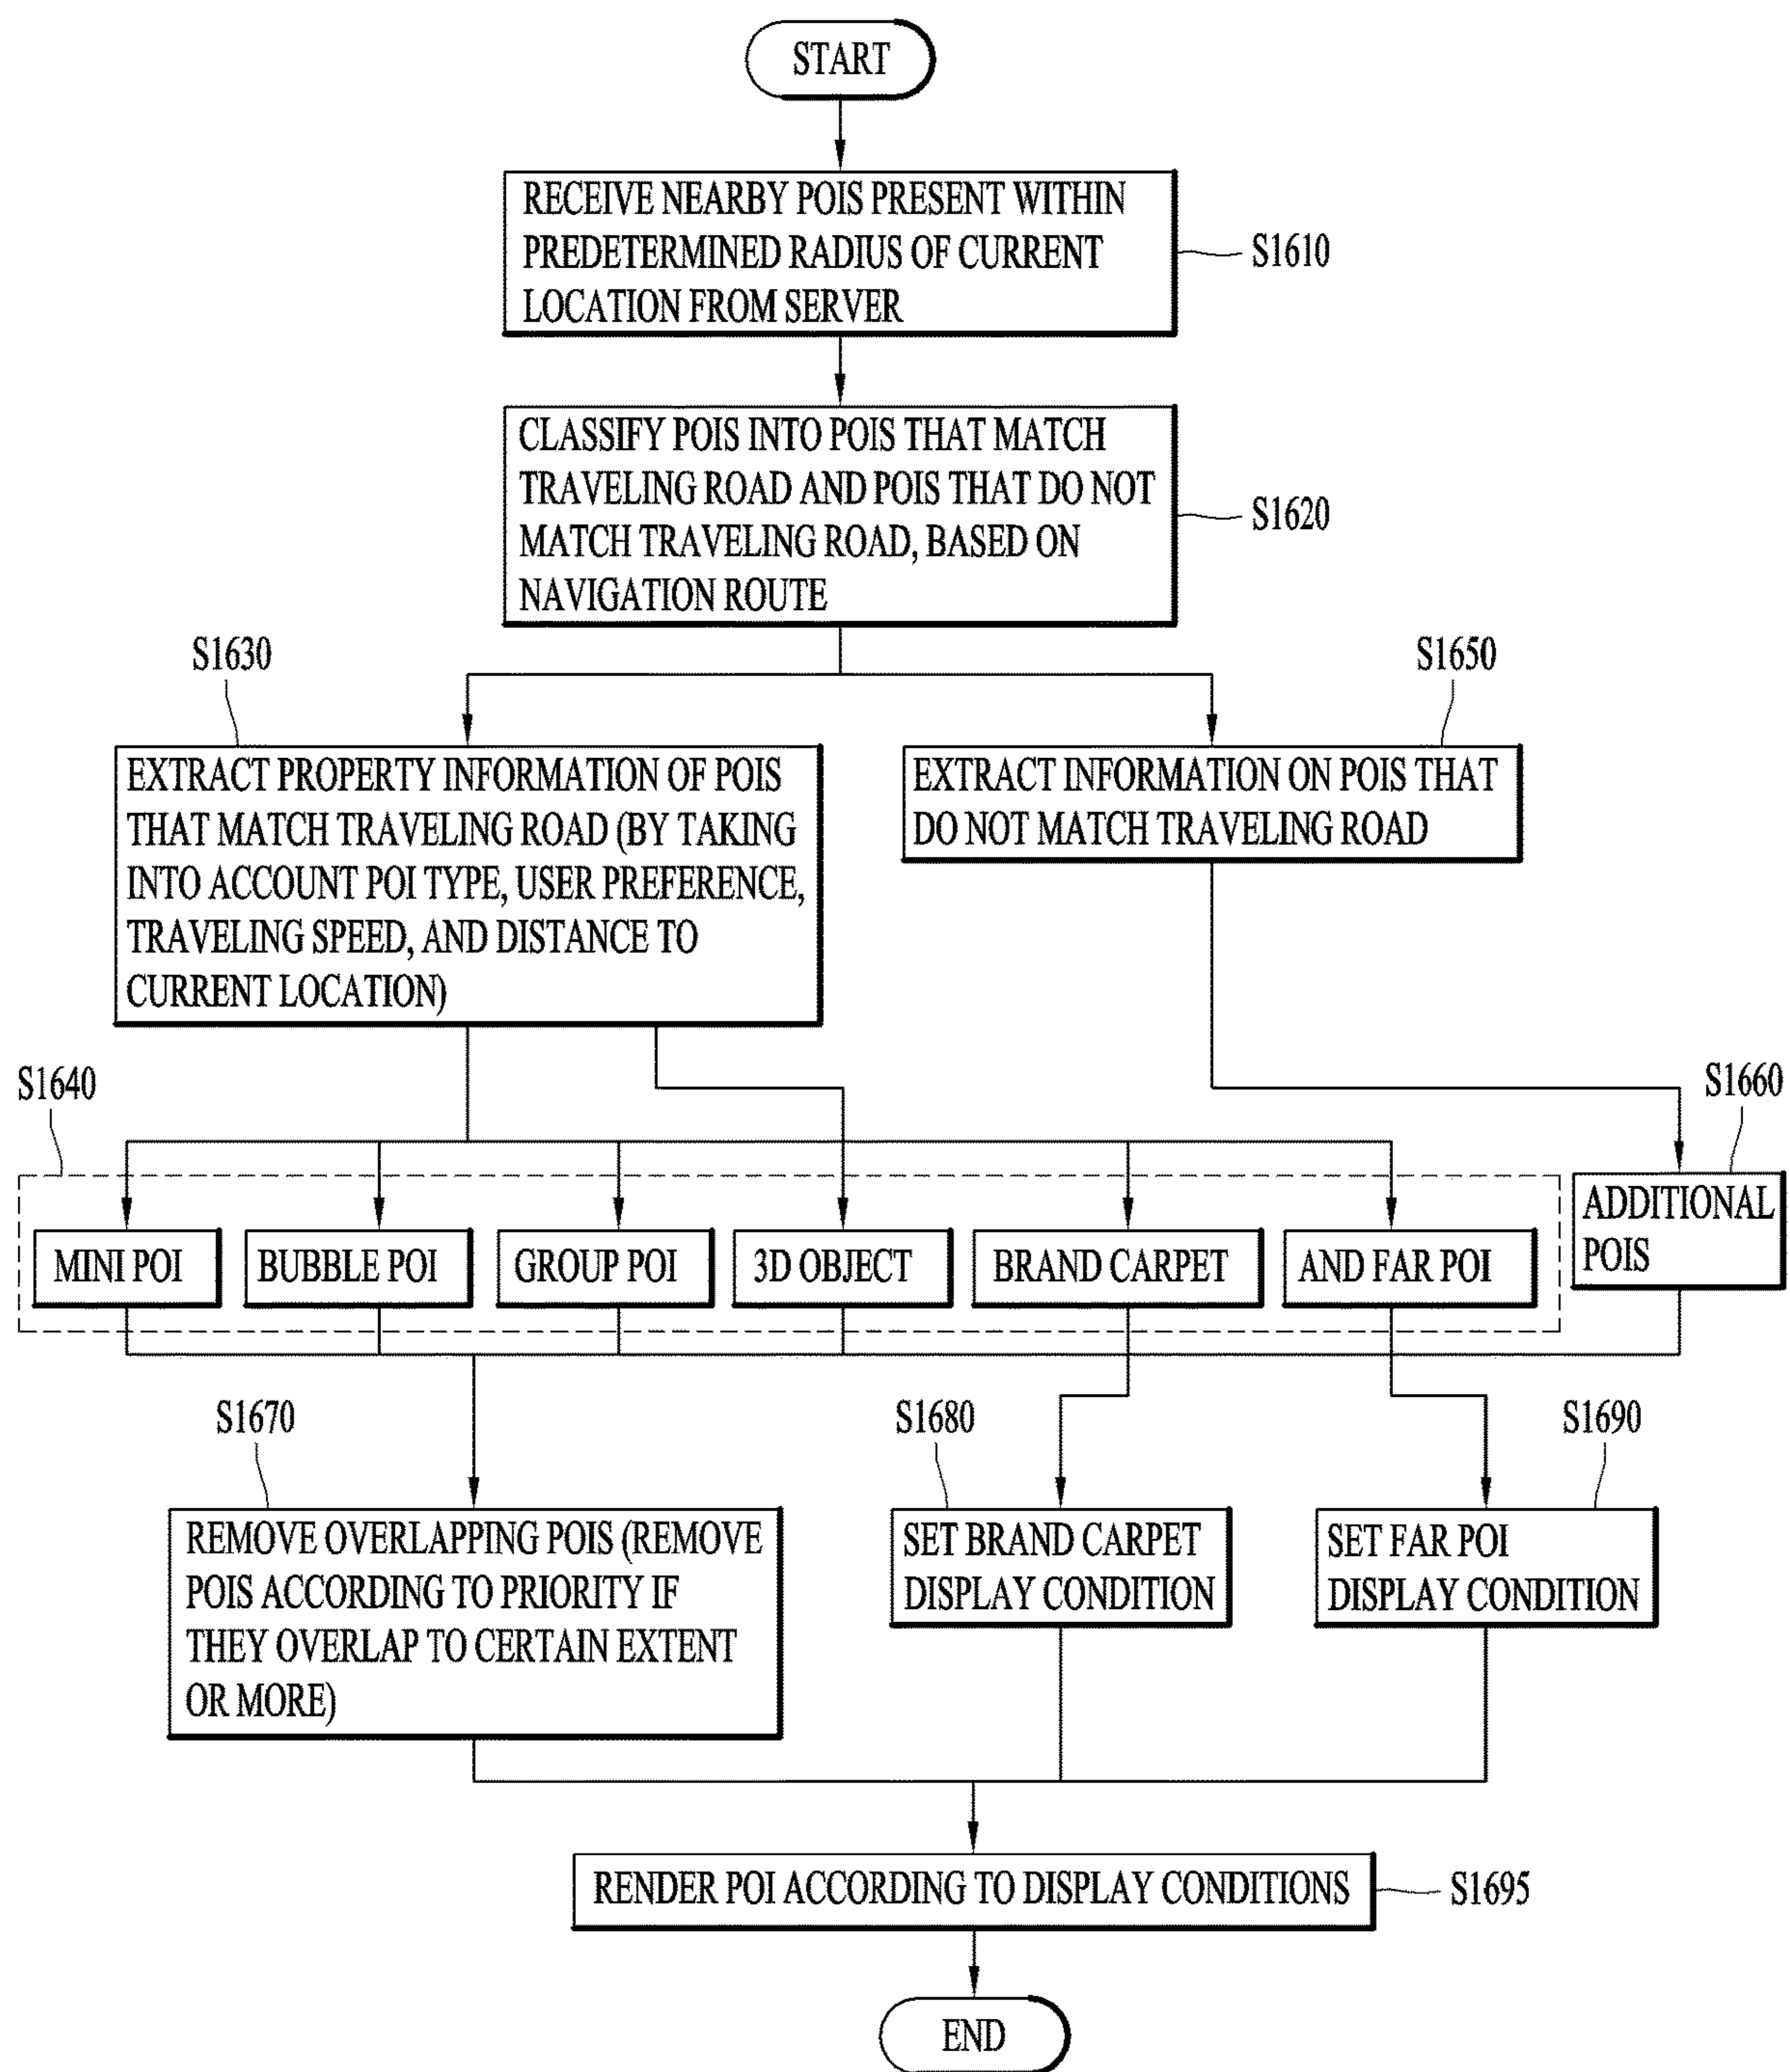 START
RECEIVE NEARBY POIS PRESENT WITHIN
PREDETERMINED RADIUS OF CURRENT
LOCATION FROM SERVER
S1610
CLASSIFY POIS INTO POIS THAT MATCH
TRAVELING ROAD AND POIS THAT DO NOT
MATCH TRAVELING ROAD, BASED ON
NAVIGATION ROUTE
S1620
S1630
EXTRACT PROPERTY INFORMATION OF POIS
THAT MATCH TRAVELING ROAD (BY TAKING
INTO ACCOUNT POI TYPE, USER PREFERENCE,
TRAVELING SPEED, AND DISTANCE TO
CURRENT LOCATION)
S1650
EXTRACT INFORMATION ON POIS THAT
DO NOT MATCH TRAVELING ROAD
S1640
MINI POI
BUBBLE POI
GROUP POI
3D OBJECT
BRAND CARPET
AND FAR POI
S1660
ADDITIONAL
POIS
S1670
REMOVE OVERLAPPING POIS (REMOVE
POIS ACCORDING TO PRIORITY IF
THEY OVERLAP TO CERTAIN EXTENT
OR MORE)
S1680
SET BRAND CARPET
DISPLAY CONDITION
S1690
SET FAR POI
DISPLAY CONDITION
RENDER POI ACCORDING TO DISPLAY CONDITIONS
S1695
END